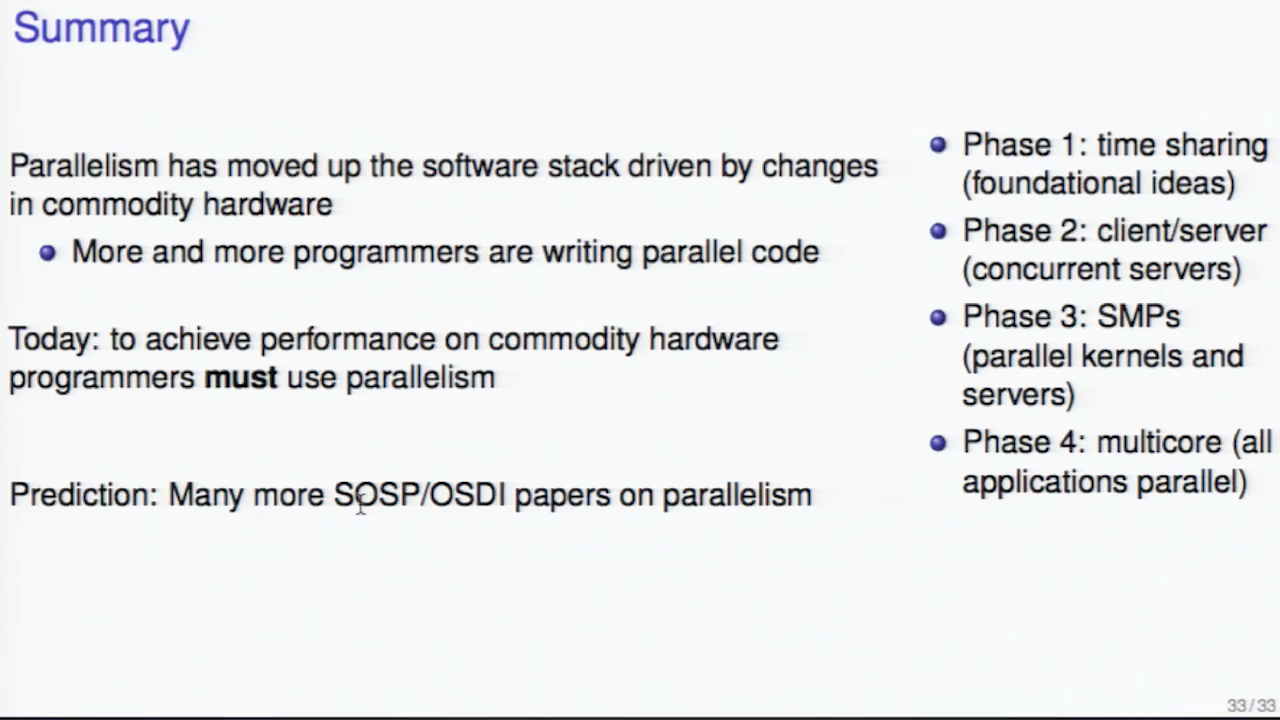 Summary
Parallelism has moved up the software stack driven by changes
in commodity hardware
More and more programmers are writing parallel code
Today: to achieve performance on commodity hardware
programmers must use parallelism
Prediction: Many more SOSP/OSDI papers on parallelism
Phase 1: time sharing
(foundational ideas)
Phase 2: client/server
(concurrent servers)
Phase 3: SMPs
(parallel kernels and
servers)
Phase 4: multicore (all
applications parallel)
33/33